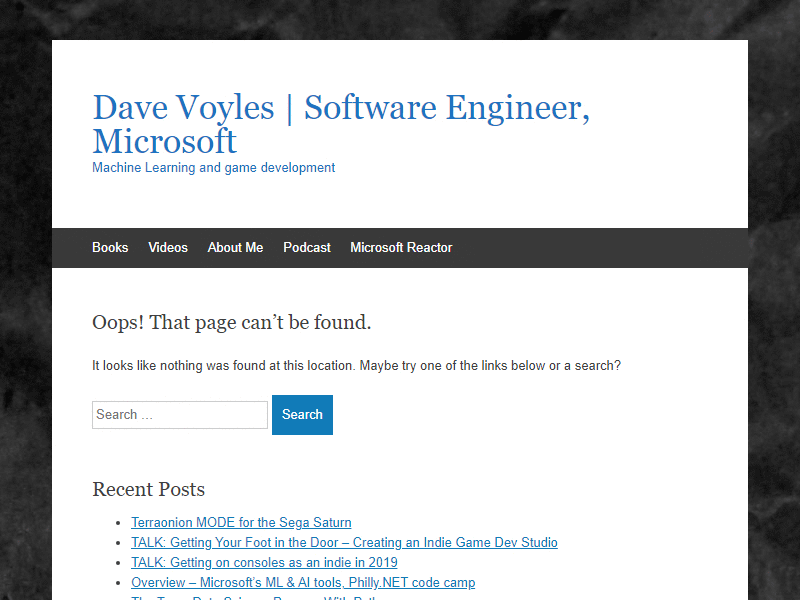 Dave Voyles | Software Engineer,
Microsoft
Machine Learning and game development
Books Videos About Me Podcast Microsoft Reactor
Oops! That page can’t be found.
It looks like nothing was found at this location. Maybe try one of the links below or a search?
Search … Search
Recent Posts
Terraonion MODE for the Sega Saturn
TALK: Getting Your Foot in the Door – Creating an Indie Game Dev Studio
TALK: Getting on consoles as an indie in 2019
Overview – Microsoft’s ML & AI tools, Philly.NET code camp